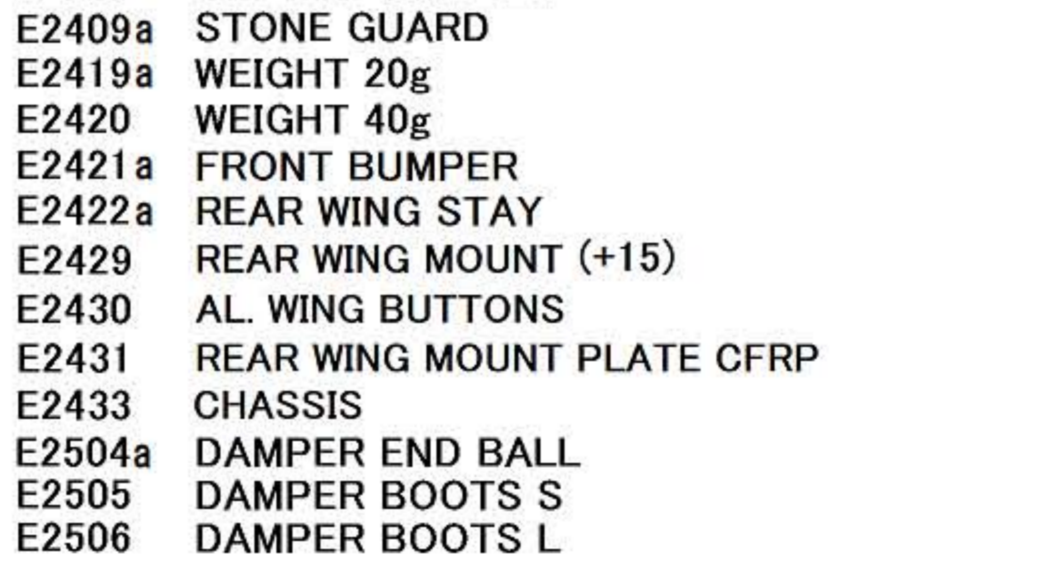 E2409a STONE GUARD
E2419a WEIGHT 20g
E2420 WEIGHT 40g
E2421a FRONT BUMPER
E2422a REAR WING STAY
E2429 REAR WING MOUNT (+15)
E2430 AL. WING BUTTONS
E2431 REAR WING MOUNT PLATE CFRP
E2433 CHASSIS
E2504a DAMPER END BALL
E2505 DAMPER BOOTS S
E2506 DAMPER BOOTS L